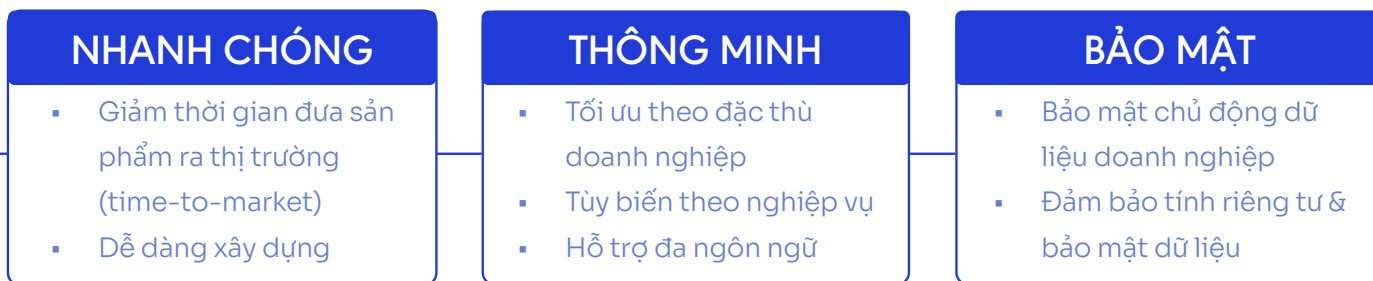 NHANH CHÓNG
▪ Giảm thời gian đưa sản
phẩm ra thị trường
(time-to-market)
▪ Dễ dàng xây dựng
THÔNG MINH
▪ Tối ưu theo đặc thù
doanh nghiệp
▪ Tùy biến theo nghiệp vụ
▪ Hỗ trợ đa ngôn ngữ
BẢO MẬT
▪ Bảo mật chủ động dữ
liệu doanh nghiệp
▪ Đảm bảo tính riêng tư &
bảo mật dữ liệu